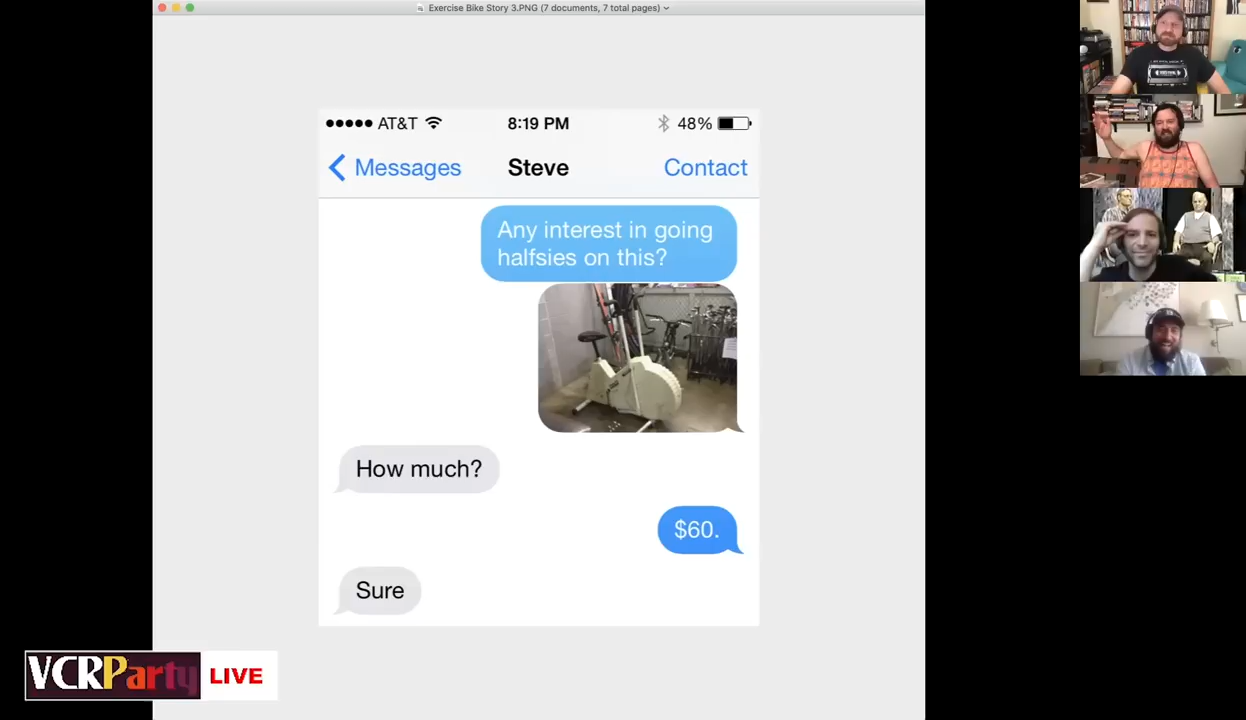 Exercise Bike Story 3.PNG (7 documents, 7 total pages)
AT&T
8:19 PM
48%
Messages
Steve
Contact
Any interest in going
halfsies on this?
How much?
$60.
Sure
VCRParty
LIVE